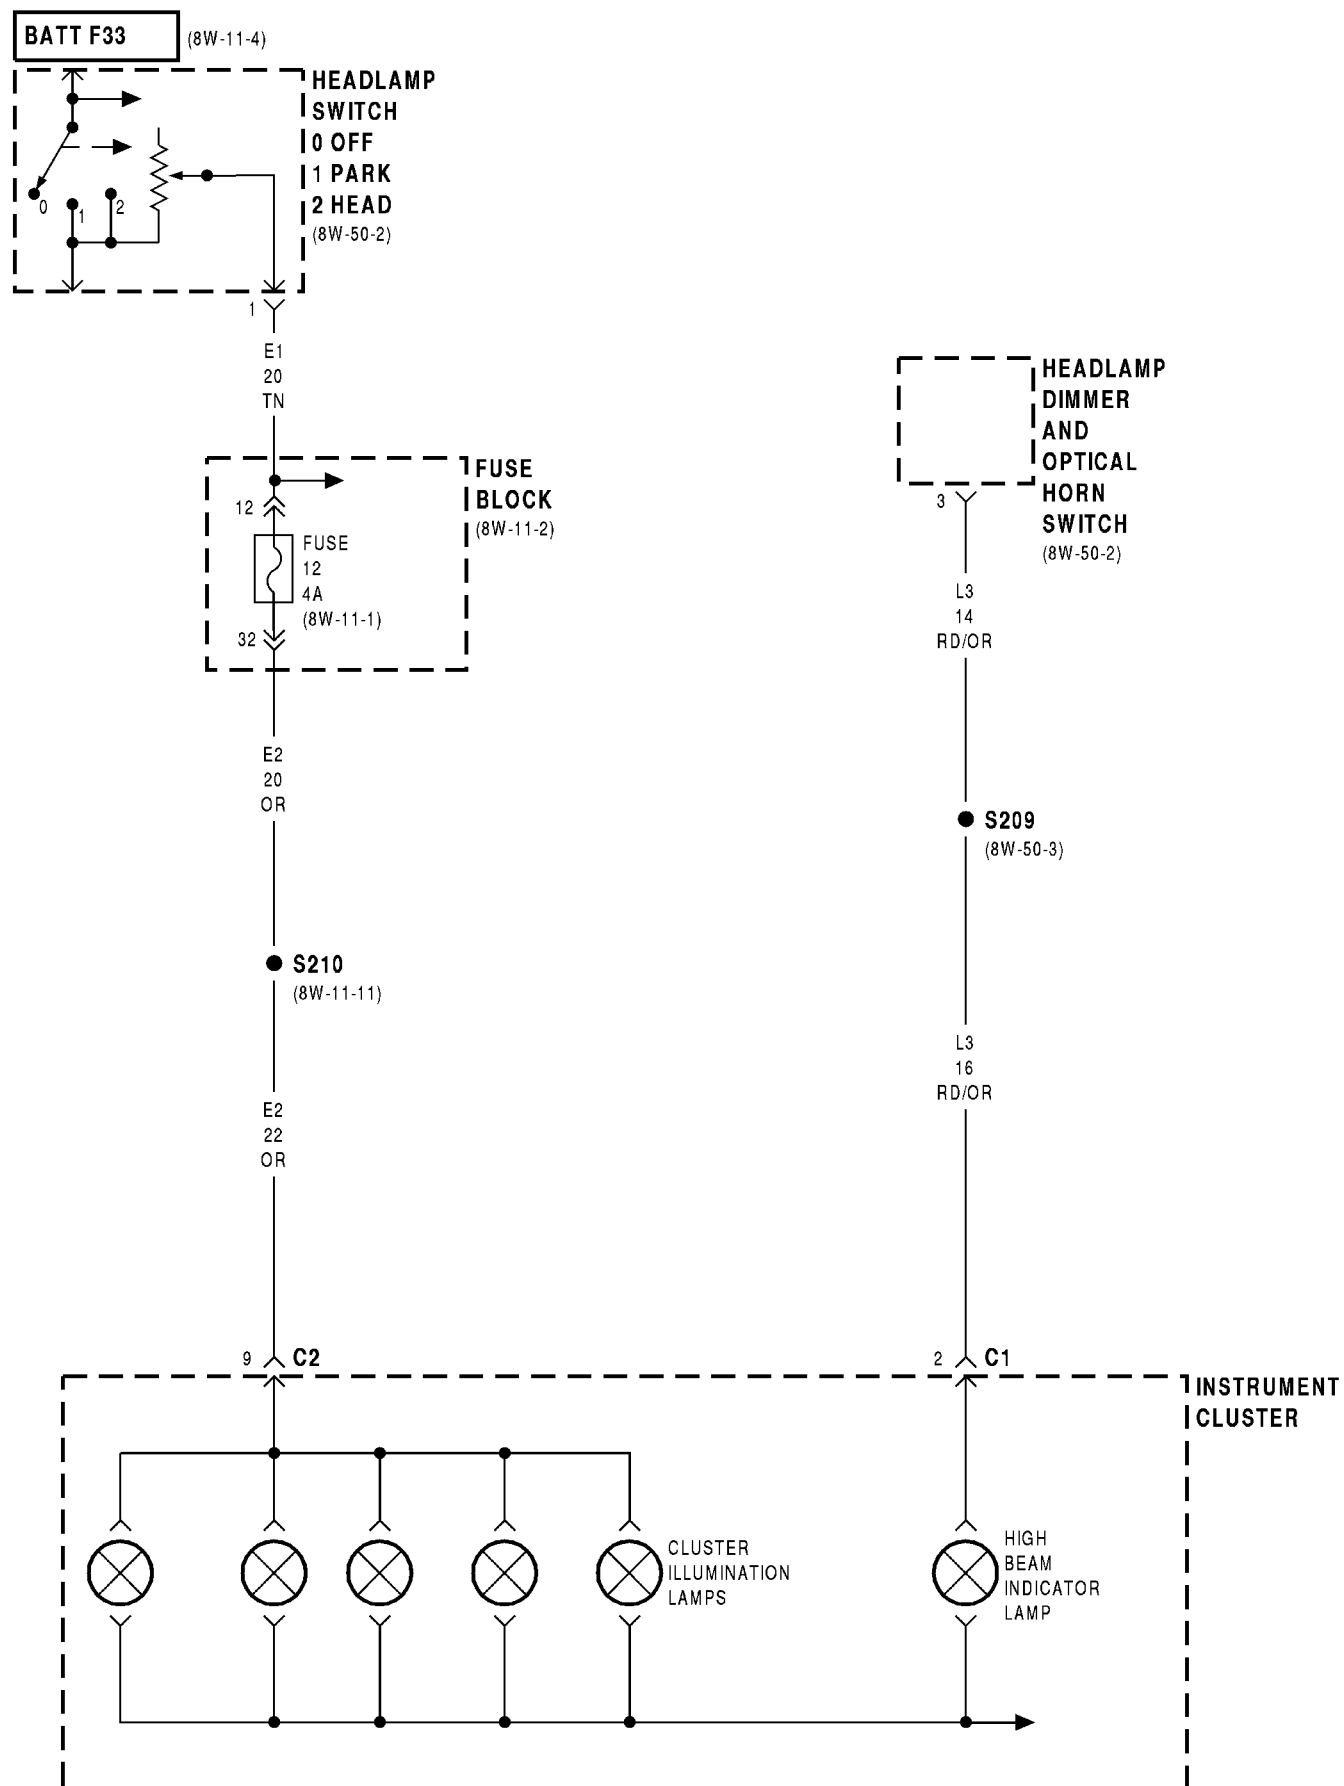 BATT F33
(8W-11-4)
HEADLAMP
SWITCH
0 OFF
1 PARK
2 HEAD
(8W-50-2)
0
1
2
1
E1
20
TN
FUSE
BLOCK
(8W-11-2)
12
FUSE
12
4A
(8W-11-1)
32
E2
20
OR
S210
(8W-11-11)
E2
22
OR
9
C2
HEADLAMP
DIMMER
AND
OPTICAL
HORN
SWITCH
(8W-50-2)
3
L3
14
RD/OR
S209
(8W-50-3)
L3
16
RD/OR
2
C1
INSTRUMENT
CLUSTER
CLUSTER
ILLUMINATION
LAMPS
HIGH
BEAM
INDICATOR
LAMP